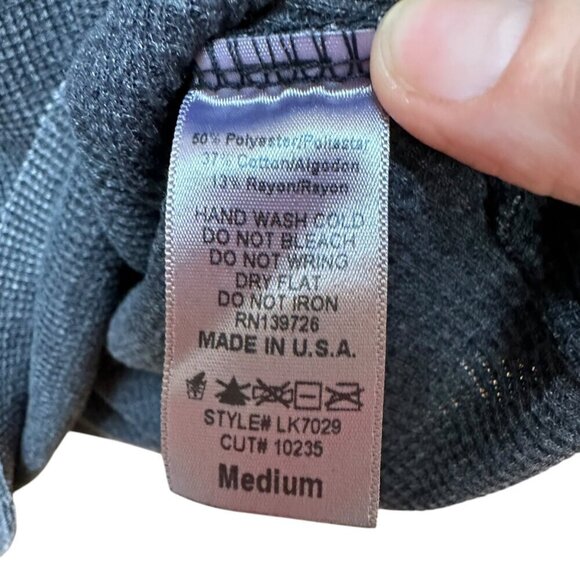 50% Polyester/Poliester
37% Cotton/Algodon
13% Rayon/Rayon
HAND WASH COLD
DO NOT BLEACH
DO NOT WRING
DRY FLAT
DO NOT IRON
RN139726
MADE IN U.S.A.
STYLE# LK7029
CUT# 10235
Medium